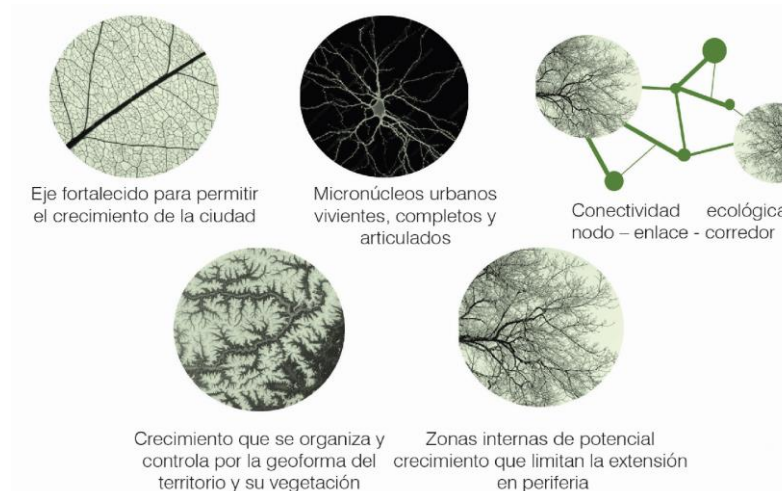 Eje fortalecido para permitir
el crecimiento de la ciudad
Micronúcleos urbanos
vivientes, completos y
articulados
Conectividad ecológica
nodo – enlace - corredor
Crecimiento que se organiza y
controla por la geoforma del
territorio y su vegetación
Zonas internas de potencial
crecimiento que limitan la extensión
en periferia